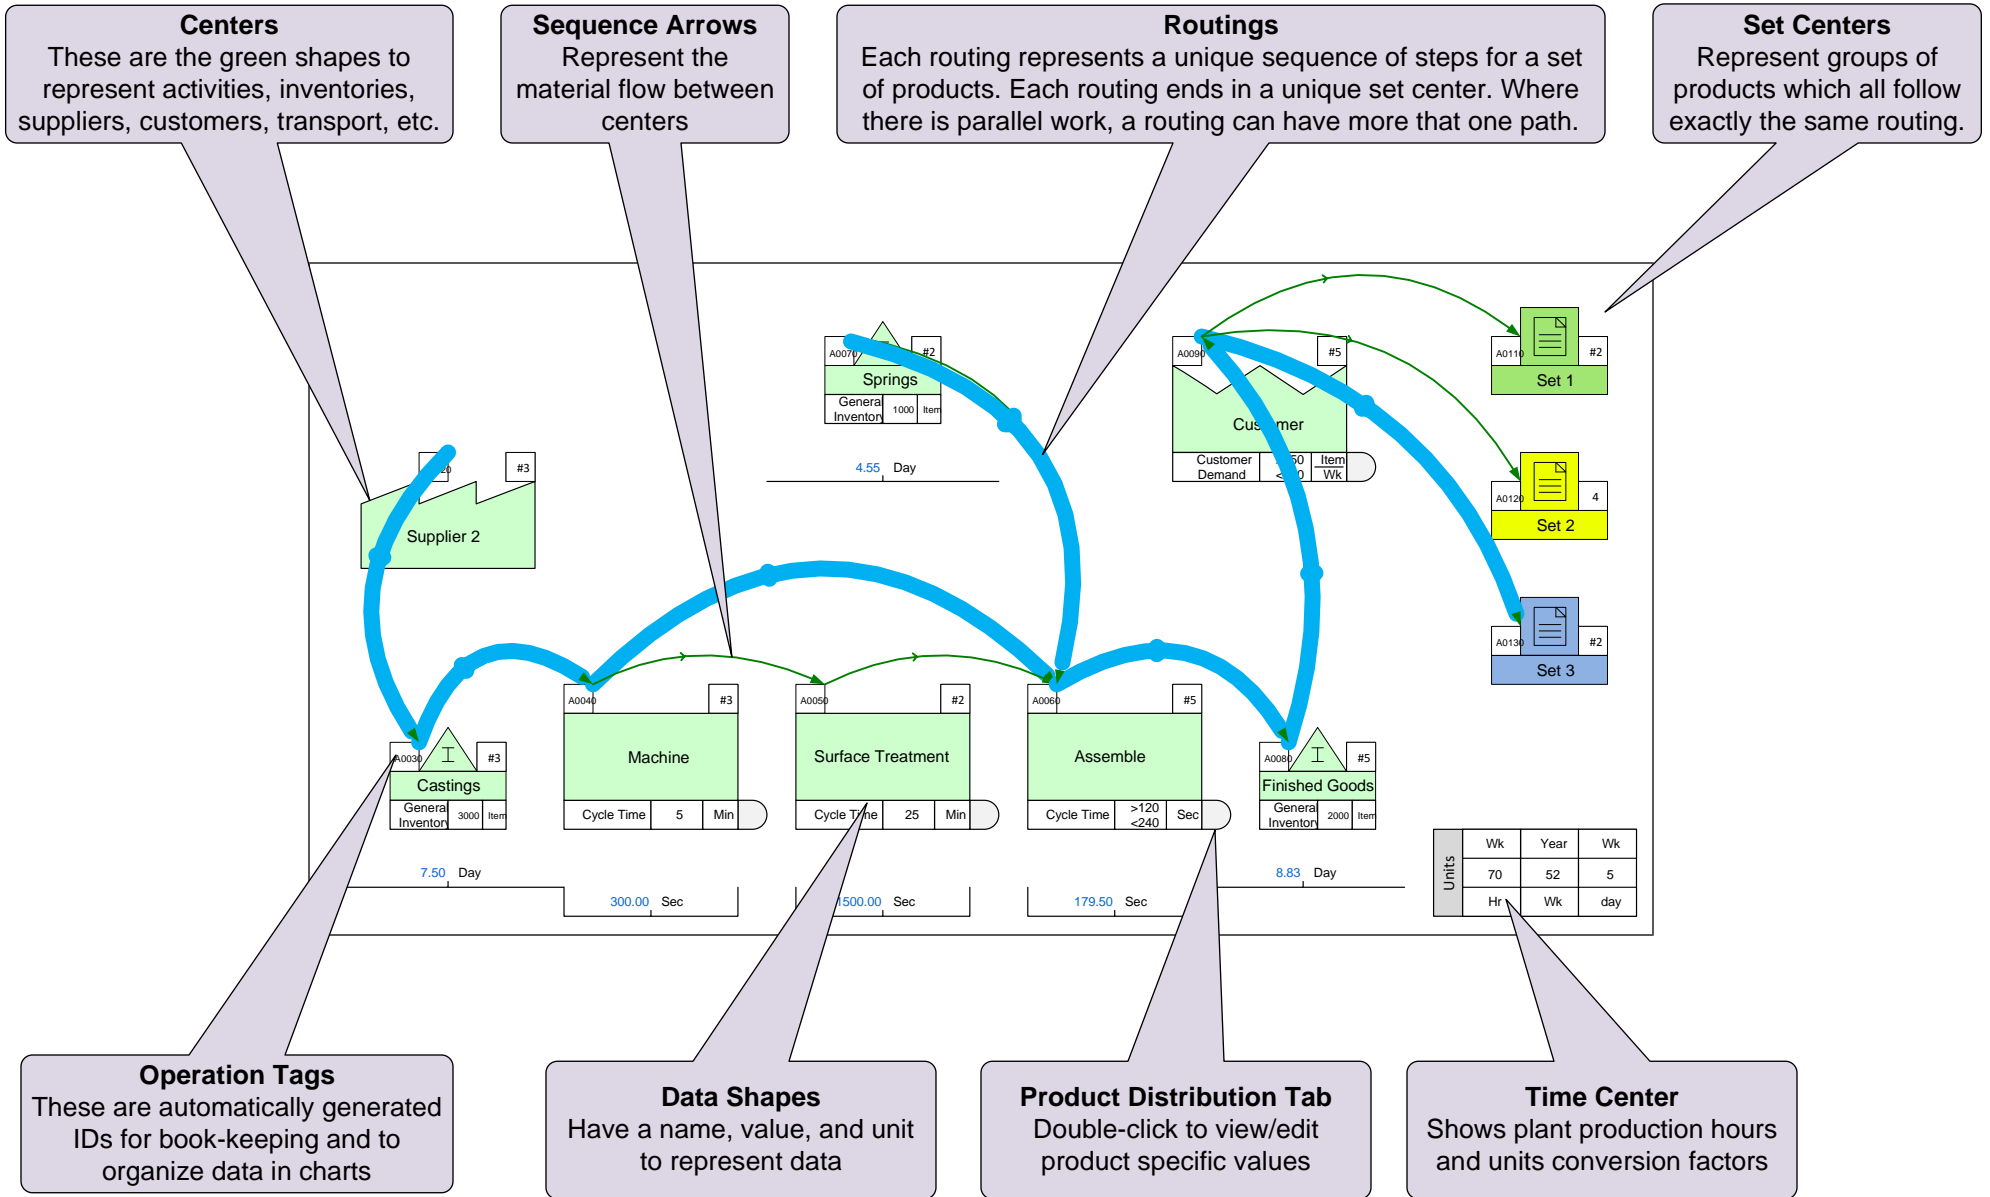 Centers
These are the green shapes to
represent activities, inventories,
suppliers, customers, transport, etc.
Sequence Arrows
Represent the
material flow between
centers
Routings
Each routing represents a unique sequence of steps for a set
of products. Each routing ends in a unique set center. Where
there is parallel work, a routing can have more that one path.
Set Centers
Represent groups of
products which all follow
exactly the same routing.
A0070
#2
Springs
General
Inventory
1000
Item
4.55 Day
A0090
#5
Customer
Customer
Demand
Item
Wk
A0110
#2
Set 1
A0120
4
Set 2
A0130
#2
Set 3
#3
Supplier 2
A0030
#3
Castings
General
Inventory
3000
Item
7.50 Day
A0040
#3
Machine
Cycle Time
5
Min
300.00 Sec
A0050
#2
Surface Treatment
Cycle Time
25
Min
1500.00 Sec
A0060
#5
Assemble
Cycle Time
>120
<240
Sec
179.50 Sec
A0080
#5
Finished Goods
General
Inventory
2000
Item
8.83 Day
Units
Wk Year Wk
70 52 5
Hr Wk day
Operation Tags
These are automatically generated
IDs for book-keeping and to
organize data in charts
Data Shapes
Have a name, value, and unit
to represent data
Product Distribution Tab
Double-click to view/edit
product specific values
Time Center
Shows plant production hours
and units conversion factors